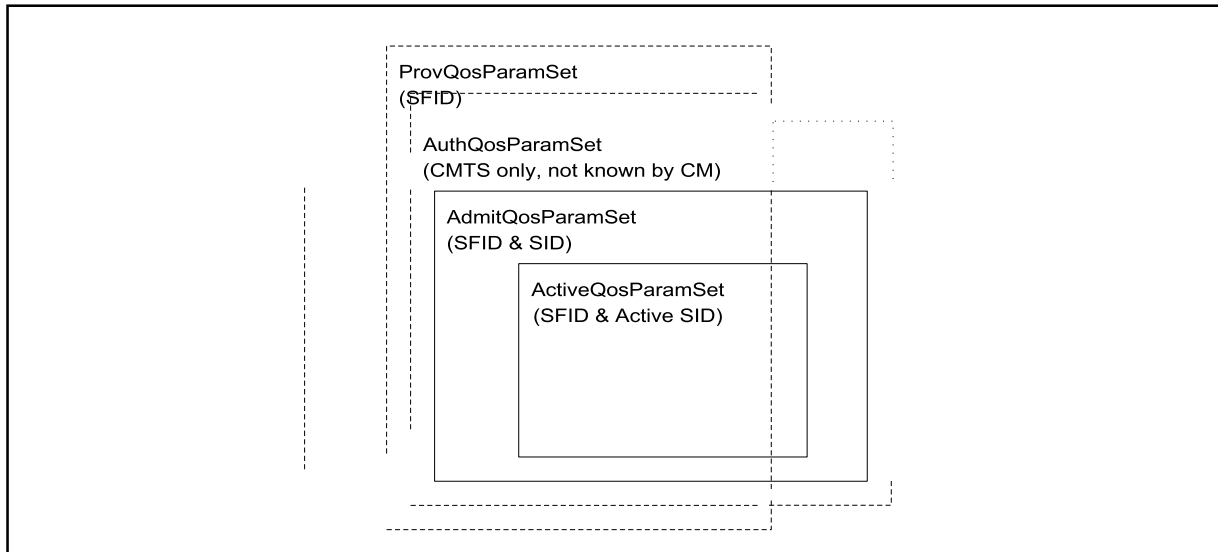 ProvQosParamSet
(SFID)
AuthQosParamSet
(CMTS only, not known by CM)
AdmitQosParamSet
(SFID & SID)
ActiveQosParamSet
(SFID & Active SID)